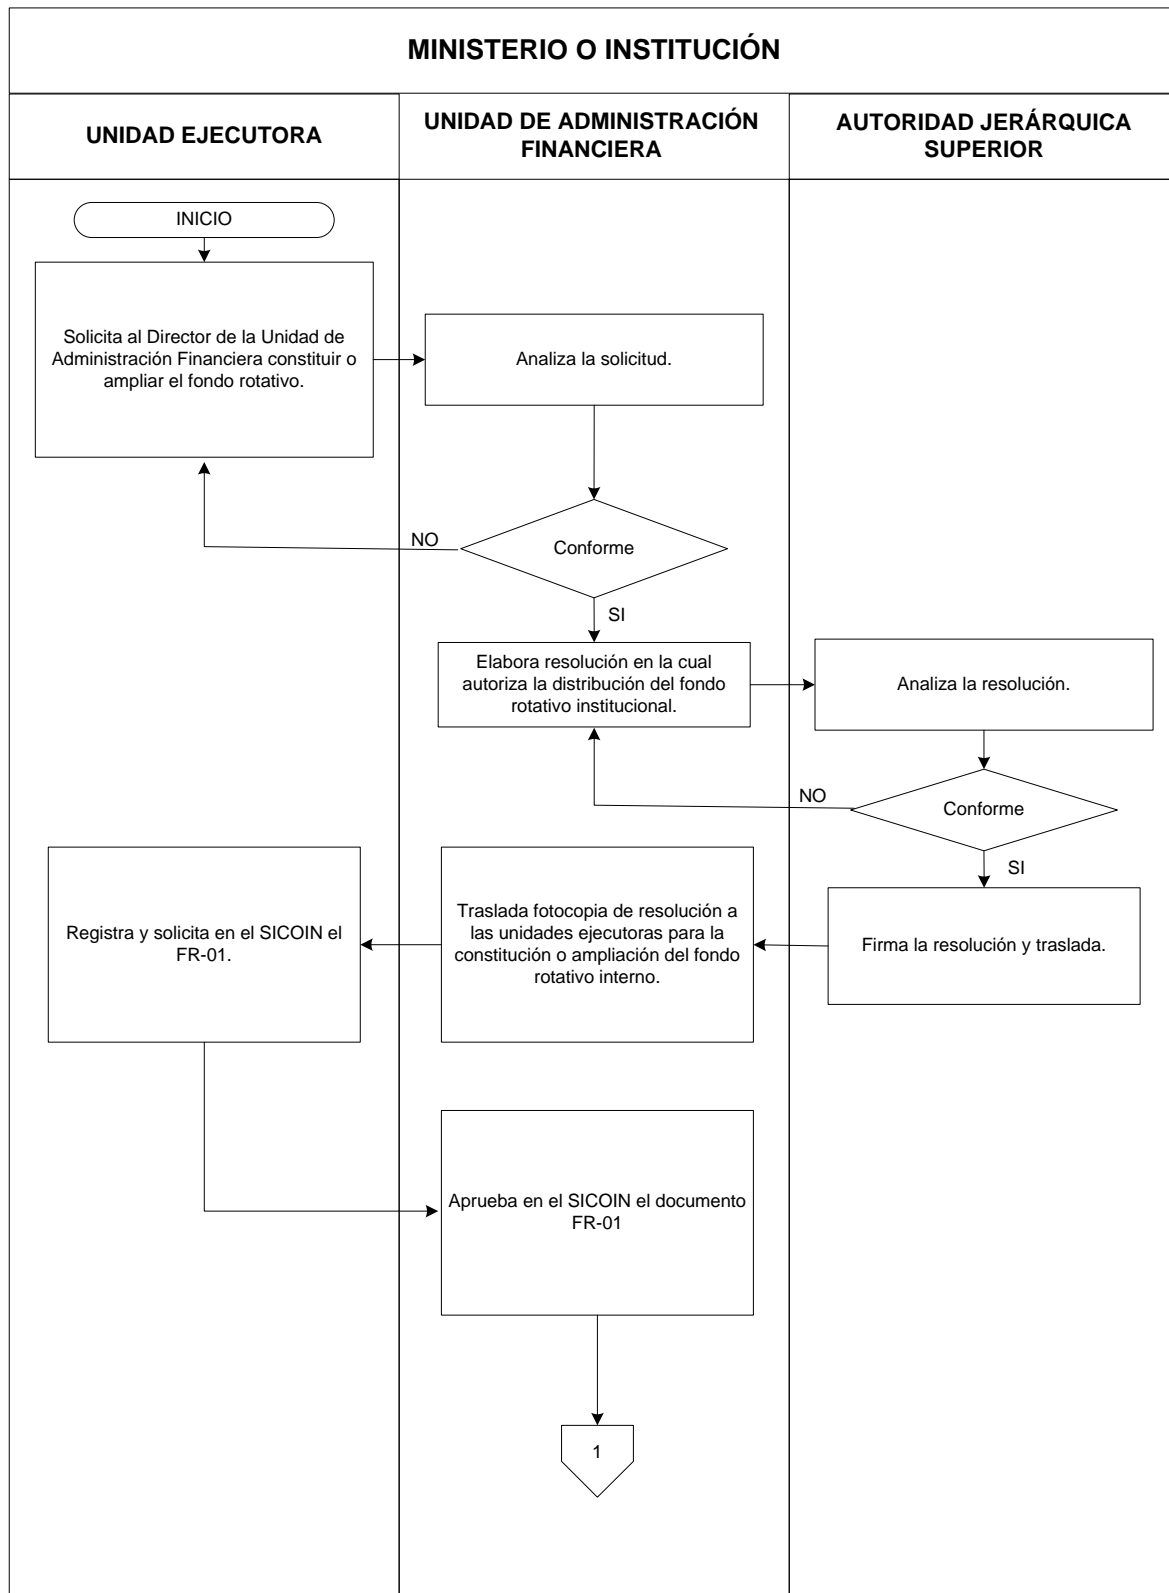 MINISTERIO O INSTITUCIÓN
UNIDAD EJECUTORA
UNIDAD DE ADMINISTRACIÓN
FINANCIERA
AUTORIDAD JERÁRQUICA
SUPERIOR
INICIO
Solicita al Director de la Unidad de
Administración Financiera constituir o
ampliar el fondo rotativo.
Analiza la solicitud.
NO
Conforme
SI
Elabora resolución en la cual
autoriza la distribución del fondo
rotativo institucional.
Analiza la resolución.
NO
Conforme
SI
Firma la resolución y traslada.
Traslada fotocopia de resolución a
las unidades ejecutoras para la
constitución o ampliación del fondo
rotativo interno.
Registra y solicita en el SICOIN el
FR-01.
Aprueba en el SICOIN el documento
FR-01
1